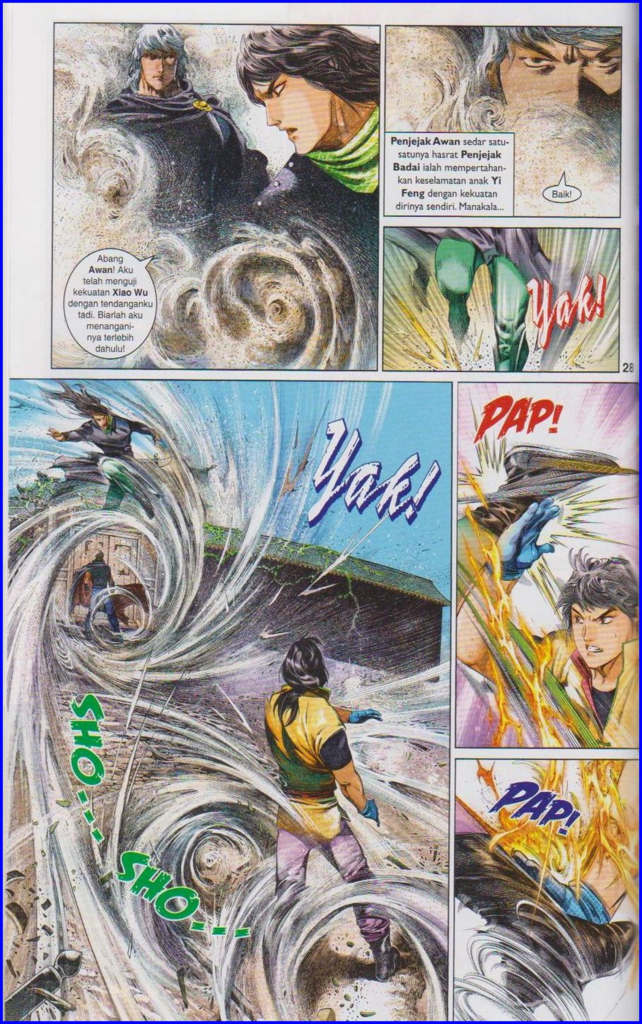 Abang
Awan! Aku
telah menguji
kekuatan Xiao Wu
dengan tendanganku
tadi. Biarlah aku
menangani-
nya terlebih
dahulu!
Penjejak Awan sedar satu-
satunya hasrat Penjejak
Badai ialah mempertahan-
kan keselamatan anak Yi
Feng dengan kekuatan
dirinya sendiri. Manakala...
Baik!
Yak!
28
Yak!
SHO...
SHO...
PAP!
PAP!